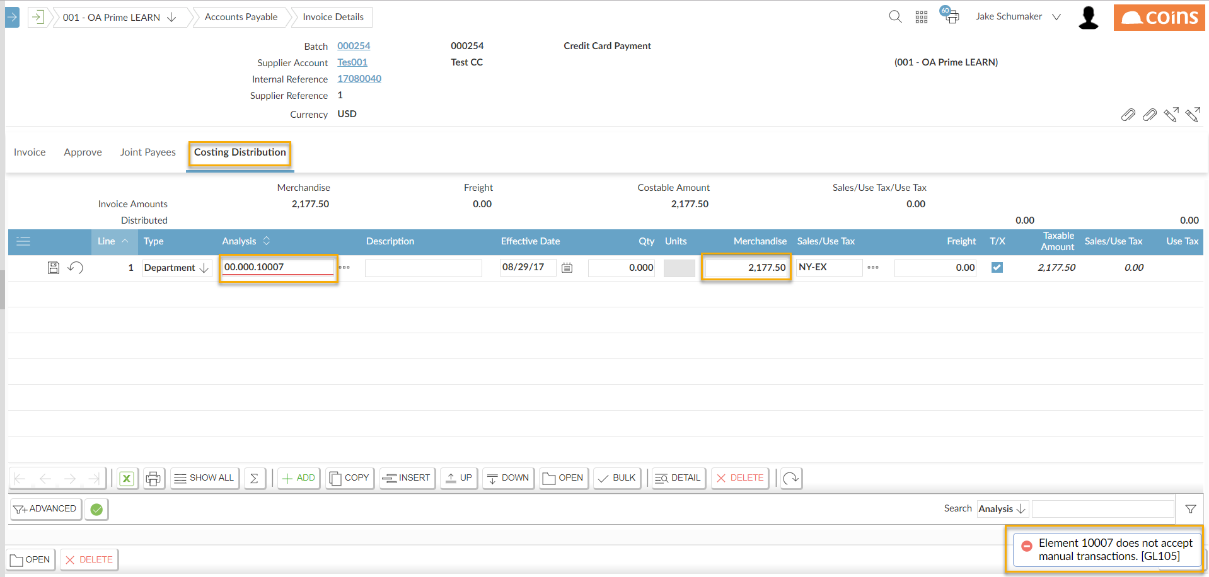 001 - OA Prime LEARN Accounts Payable Invoice Details 60 Jake Schumaker coins
Batch 000254 000254 Credit Card Payment
Supplier Account Tes001 Test CC (001 - OA Prime LEARN)
Internal Reference 17080040
Supplier Reference 1
Currency USD
Invoice Approve Joint Payees Costing Distribution
Merchandise Freight Costable Amount Sales/Use Tax/Use Tax
Invoice Amounts 2,177.50 0.00 2,177.50 0.00
Distributed 0.00 0.00
Line Type Analysis Description Effective Date Qty Units Merchandise Sales/Use Tax Freight T/X Taxable Amount Sales/Use Tax Use Tax
1 Department 00.000.10007 08/29/17 0.000 2,177.50 NY-EX 0.00 2,177.50 0.00
SHOW ALL Σ + ADD COPY INSERT UP DOWN OPEN BULK DETAIL DELETE
ADVANCED Search Analysis
OPEN DELETE
Element 10007 does not accept
manual transactions. [GL105]